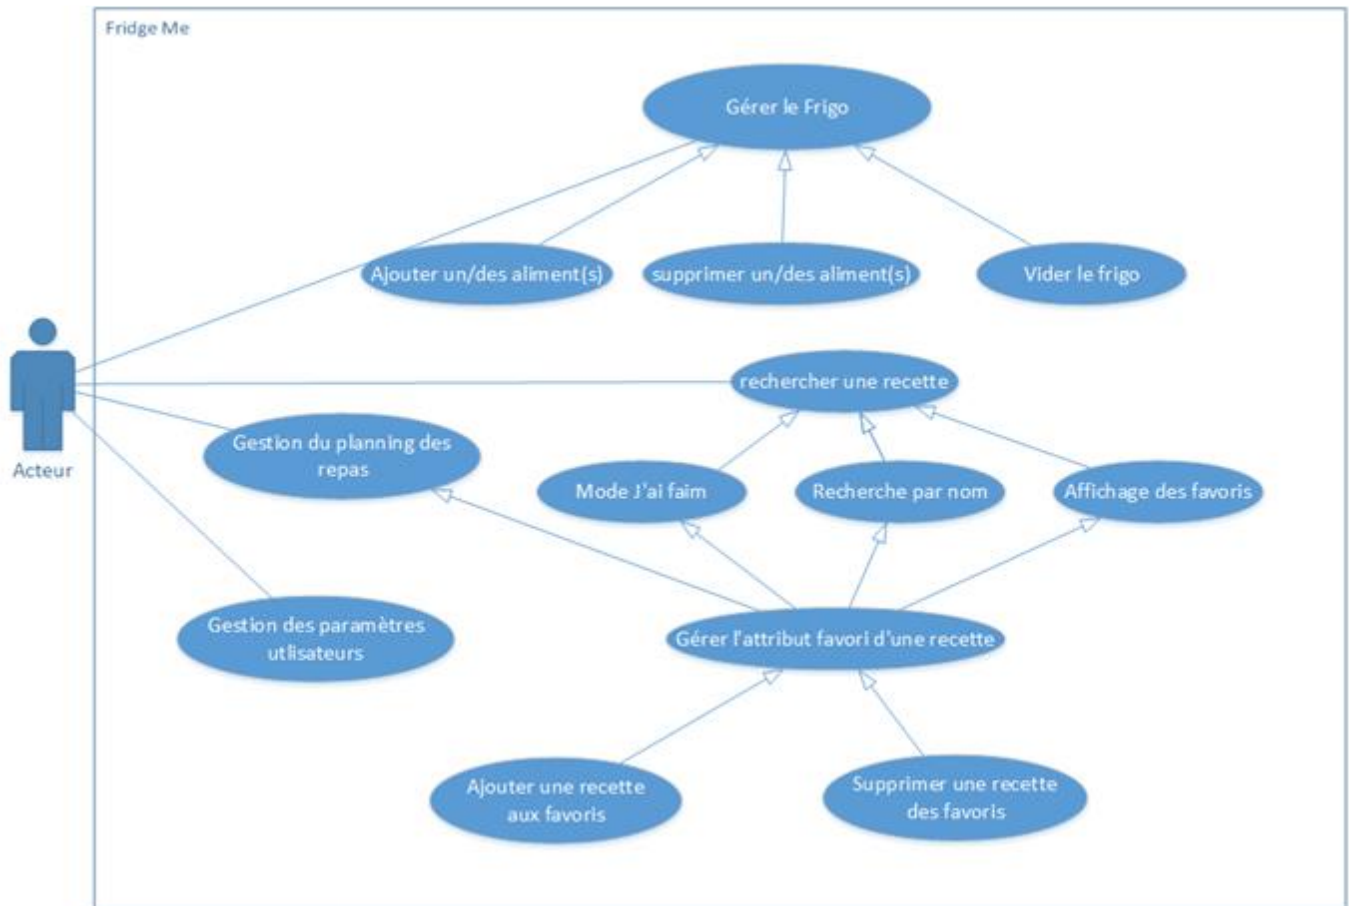 Fridge Me
Gérer le Frigo
Ajouter un/des aliment(s)
supprimer un/des aliment(s)
Vider le frigo
rechercher une recette
Gestion du planning des
repas
Acteur
Mode J'ai faim
Recherche par nom
Affichage des favoris
Gestion des paramètres
utlisateurs
Gérer l'attribut favori d'une recette
Ajouter une recette
aux favoris
Supprimer une recette
des favoris